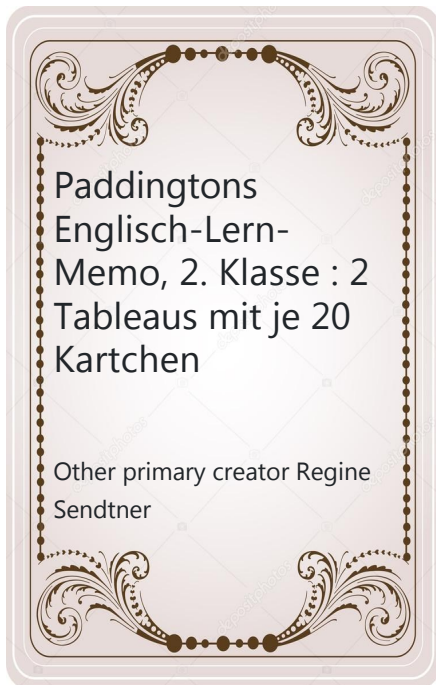 Paddingtons
Englisch-Lern-
Memo, 2. Klasse : 2
Tableaus mit je 20
Kartchen
Other primary creator Regine
Sendtner